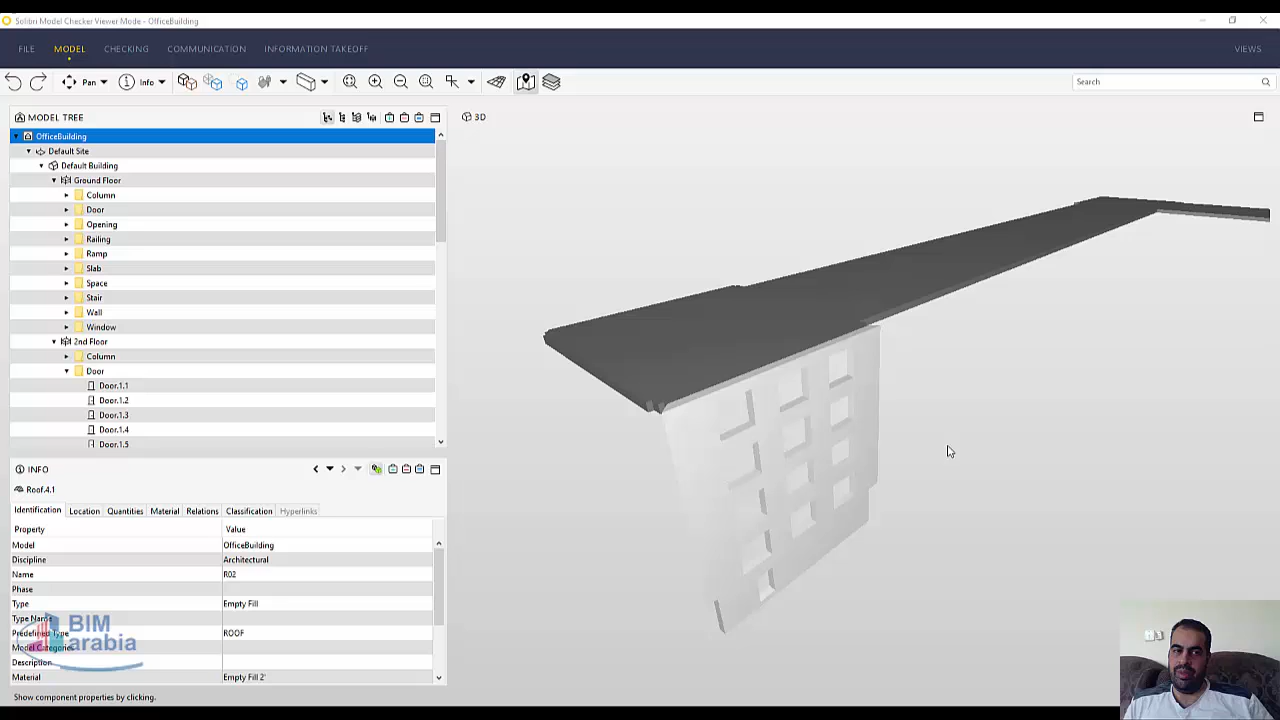 Solibri Model Checker Viewer Mode - OfficeBuilding
FILE MODEL CHECKING COMMUNICATION INFORMATION TAKEOFF VIEWS
Pan Info Search
MODEL TREE
3D
OfficeBuilding
Default Site
Default Building
Ground Floor
Column
Door
Opening
Railing
Ramp
Slab
Space
Stair
Wall
Window
2nd Floor
Column
Door
Door.1.1
Door.1.2
Door.1.3
Door.1.4
Door.1.5
INFO
Roof.4.1
Identification Location Quantities Material Relations Classification Hyperlinks
Property Value
Model OfficeBuilding
Discipline Architectural
Name R02
Phase
Type Empty Fill
Type Name
Predefined Type ROOF
Model Categories
Description
Material Empty Fill 2'
BIM
arabia
Show component properties by clicking.